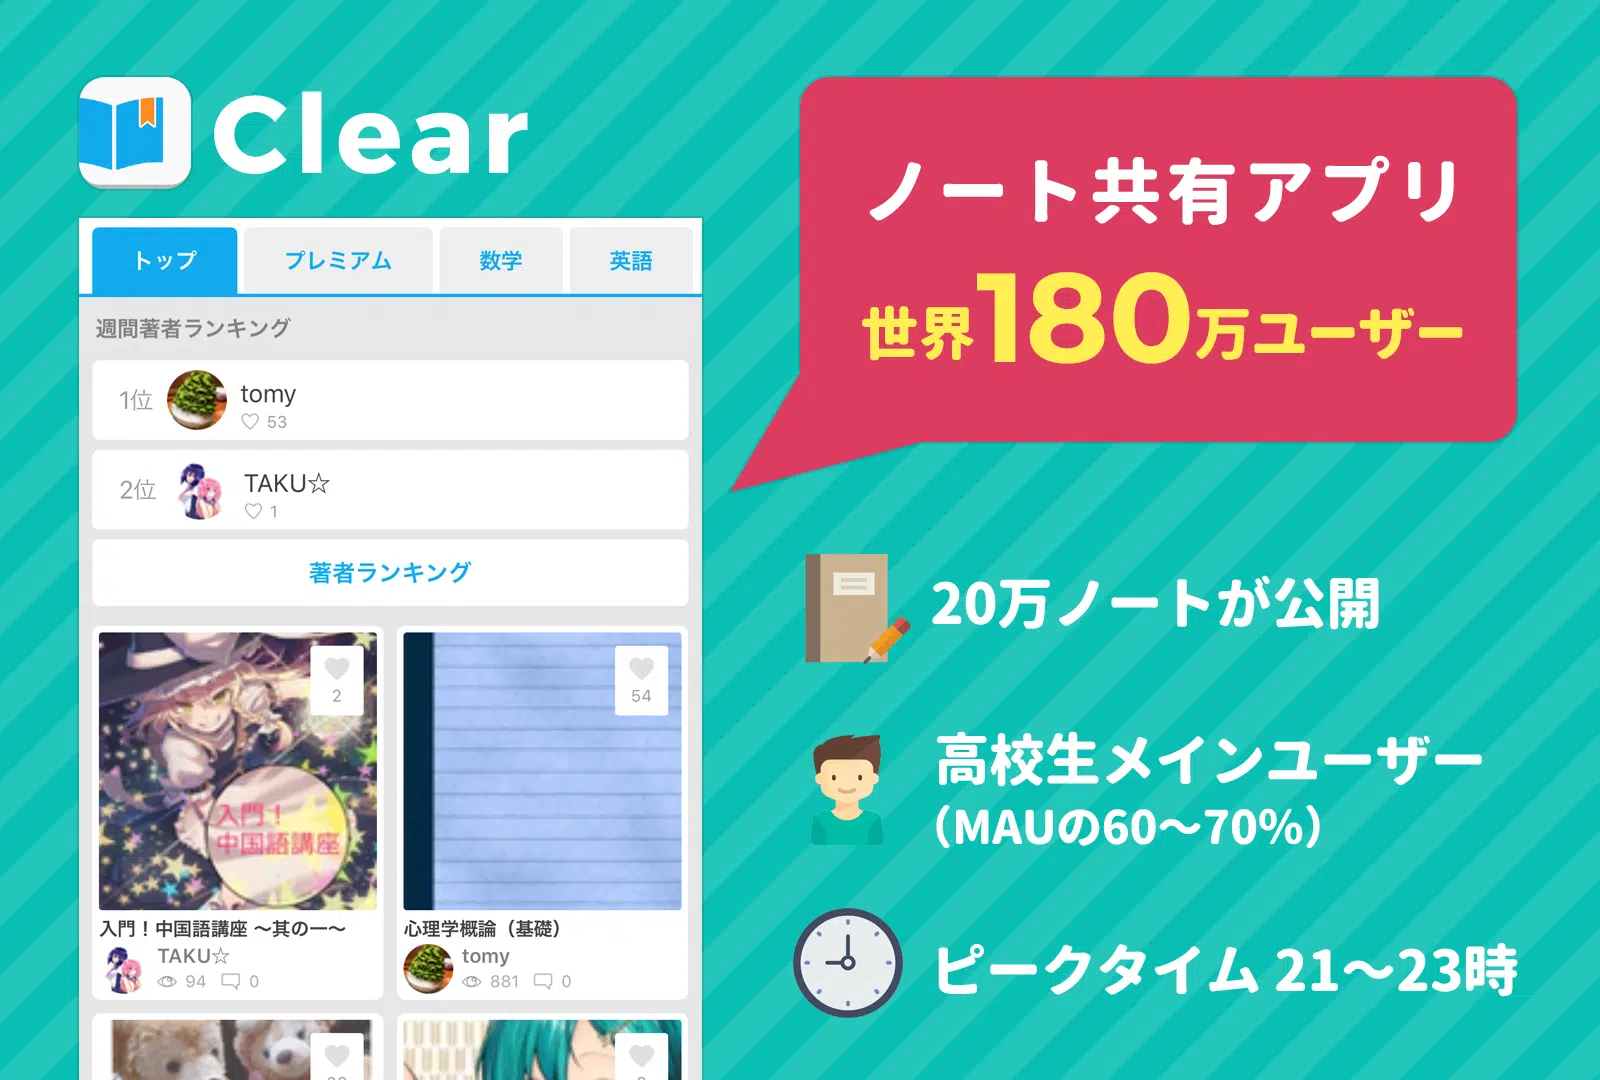 Clear
ノート共有アプリ
世界180万ユーザー
トップ
プレミアム
数学
英語
週間著者ランキング
1位
tomy
53
2位
TAKU☆
1
著者ランキング
2
入門！
中国語講座
入門！中国語講座 〜其の一〜
TAKU☆
94
0
54
心理学概論（基礎）
tomy
881
0
20万ノートが公開
高校生メインユーザー
（MAUの60〜70%）
ピークタイム 21〜23時